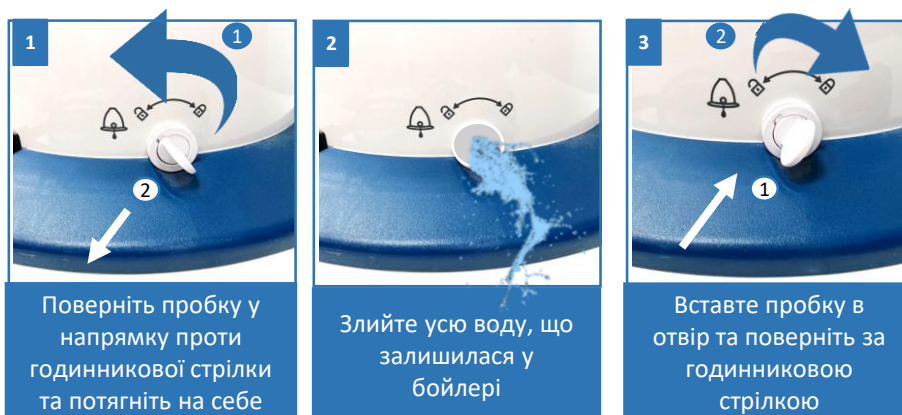 1
1
2
Поверніть пробку у
напрямку проти
годинникової стрілки
та потягніть на себе
2
Злийте усю воду, що
залишилася у
бойлері
3
2
1
Вставте пробку в
отвір та поверніть за
годинниковою
стрілкою